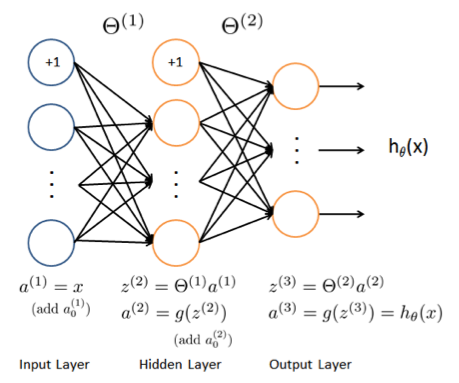 Θ⁽¹⁾ Θ⁽²⁾
+1 +1
hθ(x)
a⁽¹⁾ = x z⁽²⁾ = Θ⁽¹⁾a⁽¹⁾ z⁽³⁾ = Θ⁽²⁾a⁽²⁾
(add a₀⁽¹⁾) a⁽²⁾ = g(z⁽²⁾) a⁽³⁾ = g(z⁽³⁾) = hθ(x)
(add a₀⁽²⁾)
Input Layer Hidden Layer Output Layer